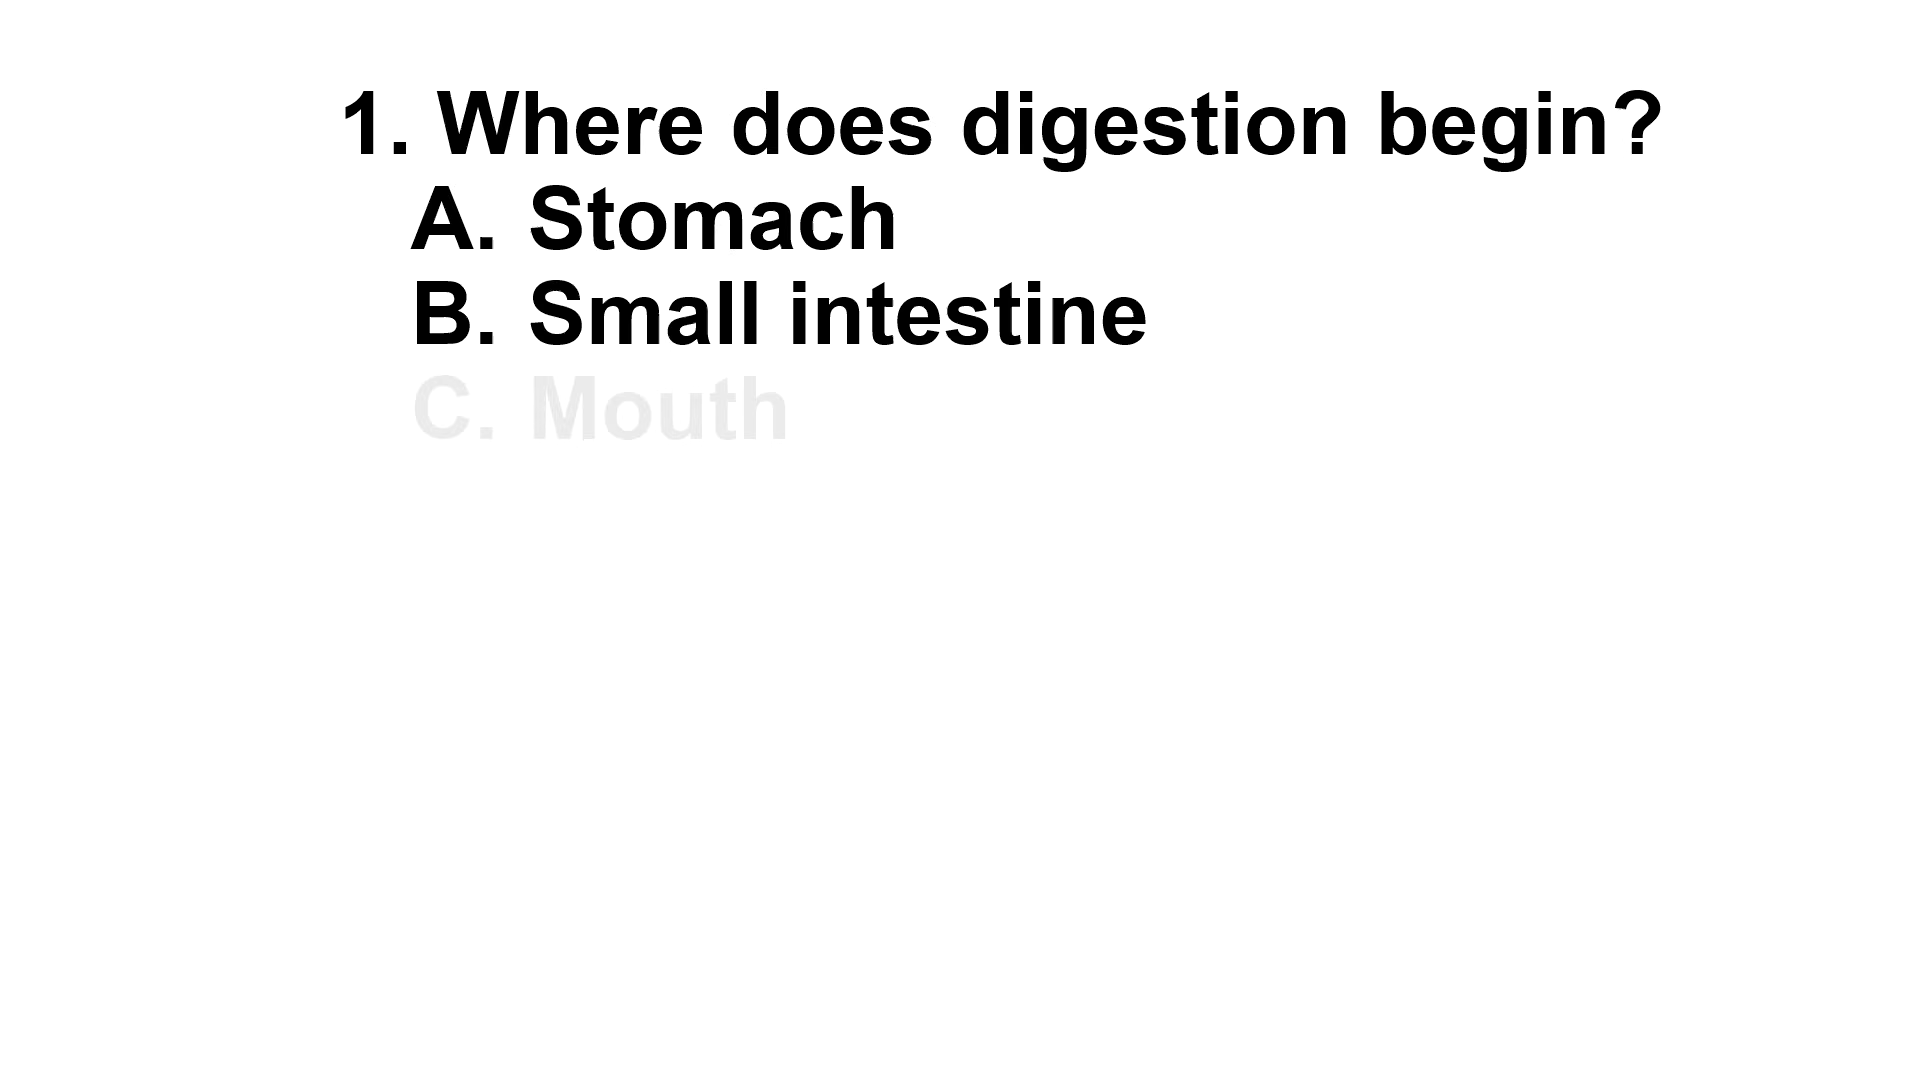 1. Where does digestion begin?
A. Stomach
B. Small intestine
C. Mouth